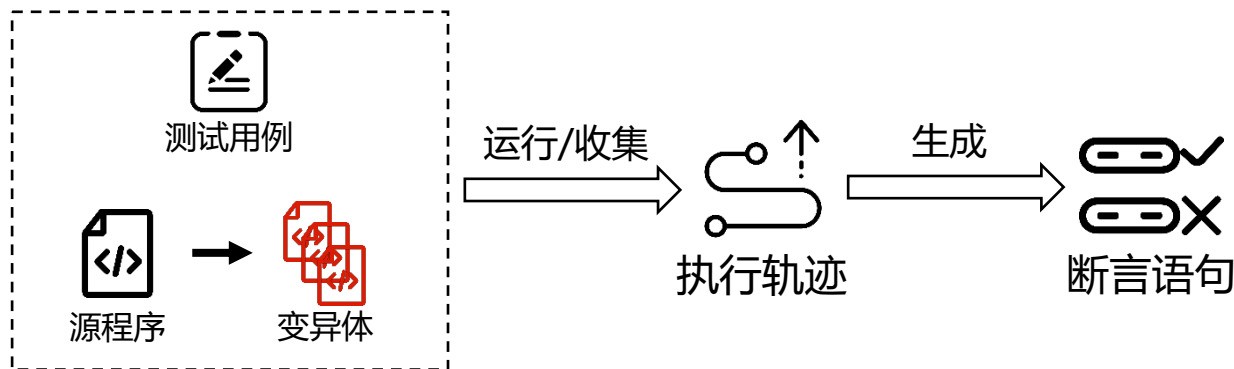 测试用例
源程序
变异体
运行/收集
执行轨迹
生成
断言语句